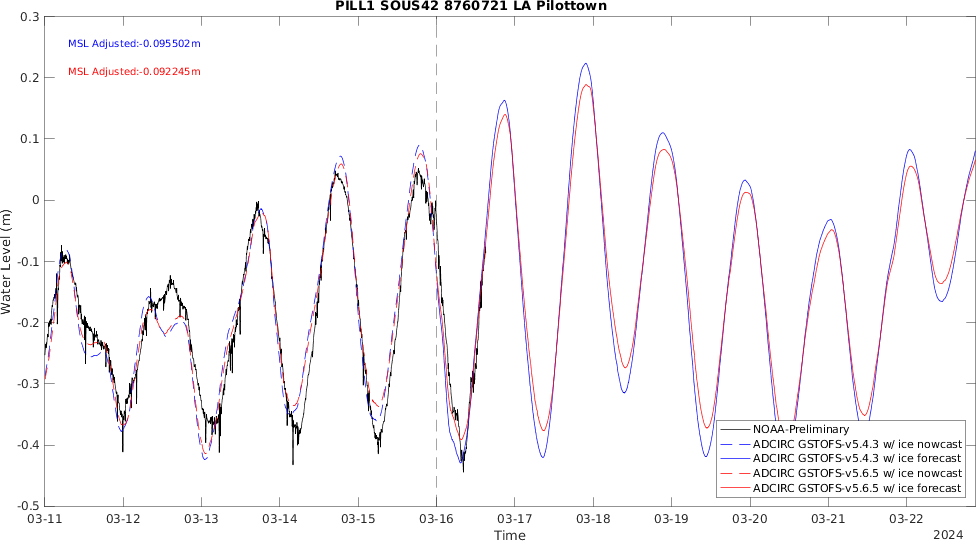 PILL1 SOUS42 8760721 LA Pilottown
MSL Adjusted:-0.095502m
MSL Adjusted:-0.092245m
Water Level (m)
0.3
0.2
0.1
0
-0.1
-0.2
-0.3
-0.4
-0.5
NOAA-Preliminary
ADCIRC GSTOFS-v5.4.3 w/ ice nowcast
ADCIRC GSTOFS-v5.4.3 w/ ice forecast
ADCIRC GSTOFS-v5.6.5 w/ ice nowcast
ADCIRC GSTOFS-v5.6.5 w/ ice forecast
03-11 03-12 03-13 03-14 03-15 03-16 03-17 03-18 03-19 03-20 03-21 03-22
Time
2024